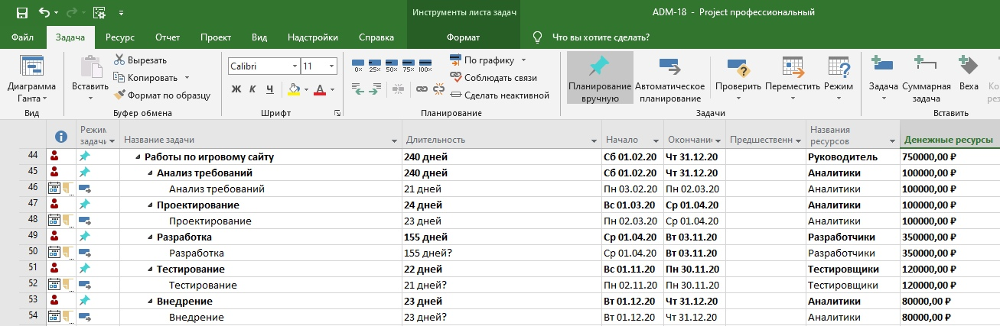 Инструменты листа задач ADM-18 - Project профессиональный
Файл Задача Ресурс Отчет Проект Вид Надстройки Справка Формат Что вы хотите сделать?
Диаграмма Ганта
Вид
Вставить
Вырезать
Копировать
Формат по образцу
Буфер обмена
Calibri 11
Ж К Ч А
Шрифт
0% 25% 50% 75% 100%
По графику
Соблюдать связи
Сделать неактивной
Планирование
Планирование вручную
Автоматическое планирование
Проверить Переместить Режим
Задачи
Задача Суммарная задача Веха
Вставить
Режим задачи Название задачи Длительность Начало Окончание Предшественн Названия ресурсов Денежные ресурсы
44 Работы по игровому сайту 240 дней Сб 01.02.20 Чт 31.12.20 Руководитель 750000,00 ₽
45 Анализ требований 240 дней Сб 01.02.20 Чт 31.12.20 Аналитики 100000,00 ₽
46 Анализ требований 21 дней Пн 03.02.20 Пн 02.03.20 Аналитики 100000,00 ₽
47 Проектирование 24 дней Вс 01.03.20 Ср 01.04.20 Аналитики 100000,00 ₽
48 Проектирование 23 дней Пн 02.03.20 Ср 01.04.20 Аналитики 100000,00 ₽
49 Разработка 155 дней Ср 01.04.20 Вт 03.11.20 Разработчики 350000,00 ₽
50 Разработка 155 дней? Ср 01.04.20 Вт 03.11.20 Разработчики 350000,00 ₽
51 Тестирование 22 дней Вс 01.11.20 Пн 30.11.20 Тестировщики 120000,00 ₽
52 Тестирование 21 дней? Пн 02.11.20 Пн 30.11.20 Тестировщики 120000,00 ₽
53 Внедрение 23 дней Вт 01.12.20 Чт 31.12.20 Аналитики 80000,00 ₽
54 Внедрение 23 дней? Вт 01.12.20 Чт 31.12.20 Аналитики 80000,00 ₽